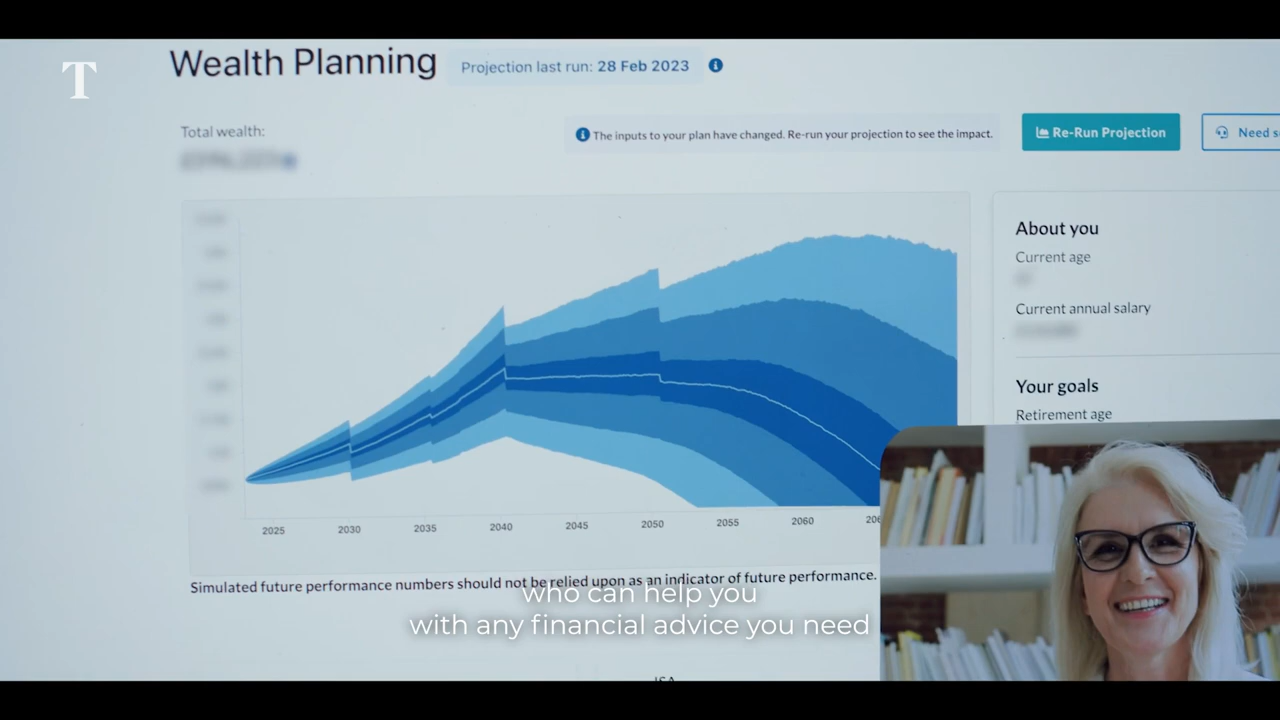 T
Wealth Planning
Projection last run: 28 Feb 2023
Total wealth:
The inputs to your plan have changed. Re-run your projection to see the impact.
Re-Run Projection
Need
About you
Current age
Current annual salary
Your goals
Retirement age
2025 2030 2035 2040 2045 2050 2055 2060
Simulated future performance numbers should not be relied upon as an indicator of future performance.
who can help you
with any financial advice you need
ISA